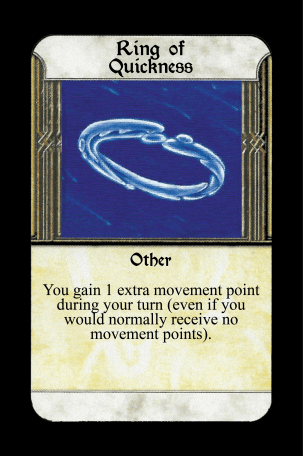 Ring of
Quickness
Other
You gain 1 extra movement point
during your turn (even if you
would normally receive no
movement points).